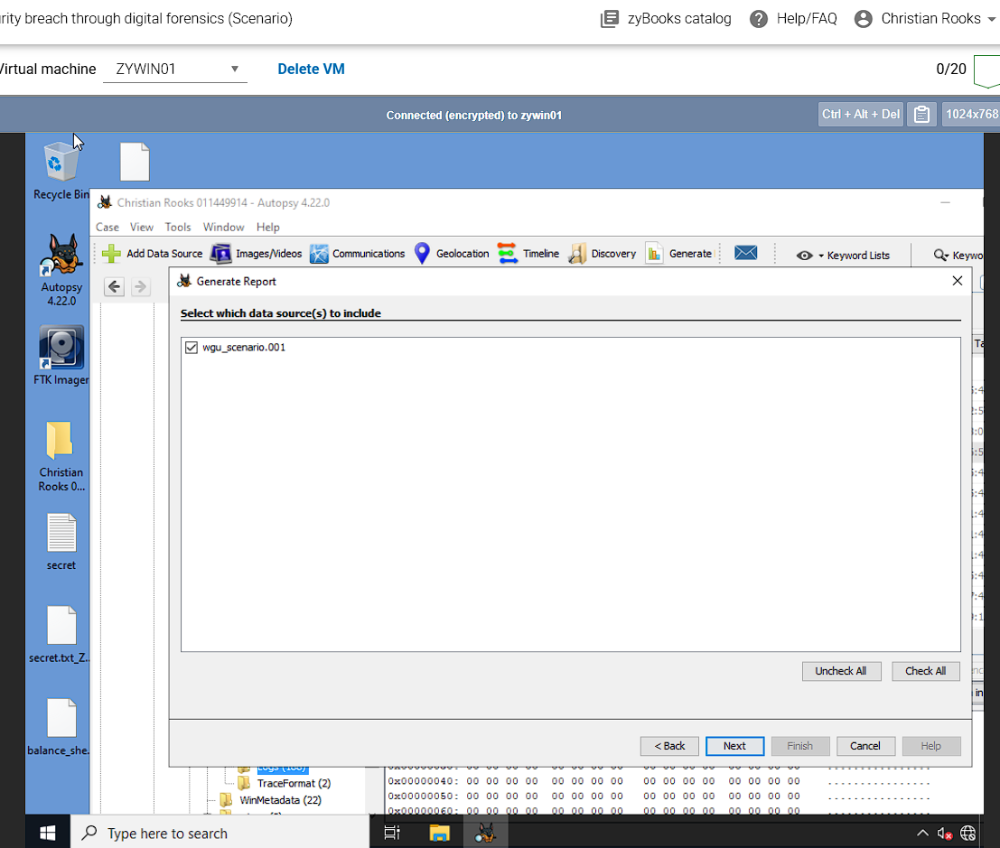 rity breach through digital forensics (Scenario)
zyBooks catalog
Help/FAQ
Christian Rooks
Virtual machine
ZYWIN01
Delete VM
0/20
Connected (encrypted) to zywin01
Ctrl + Alt + Del
1024x768
Recycle Bin
Christian Rooks 011449914 - Autopsy 4.22.0
Case View Tools Window Help
Add Data Source
Images/Videos
Communications
Geolocation
Timeline
Discovery
Generate
Keyword Lists
Keywo
Autopsy
4.22.0
Generate Report
Select which data source(s) to include
wgu_scenario.001
FTK Imager
Christian
Rooks 0...
secret
secret.txt_Z...
balance_she.
Uncheck All
Check All
< Back
Next
Finish
Cancel
Help
Logs (168)
TraceFormat (2)
WinMetadata (22)
0x00000040: 00 00 00 00 00 00 00 00 00 00 00 00 ................
0x00000050: 00 00 00 00 00 00 00 00 00 00 00 00 ................
0x00000060: 00 00 00 00 00 00 00 00 00 00 00 00
Type here to search